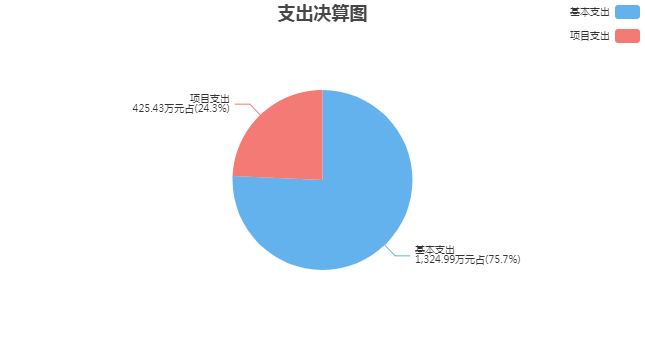 支出决算图
基本支出
项目支出
项目支出
425.43万元占(24.3%)
基本支出
1,324.99万元占(75.7%)